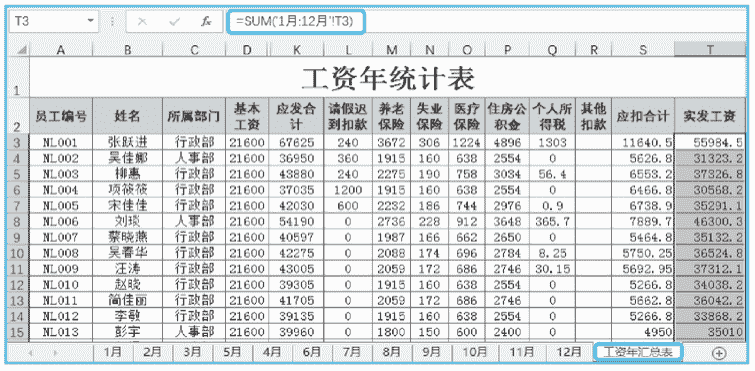 T3 fx =SUM('1月:12月'!T3)
A B C D K L M N O P Q R S T
1 工资年统计表
2 员工编号 姓名 所属部门 基本工资 应发合计 请假迟到扣款 养老保险 失业保险 医疗保险 住房公积金 个人所得税 其他扣款 应扣合计 实发工资
3 NL001 张跃进 行政部 21600 67625 240 3672 306 1224 4896 1303 11640.5 55984.5
4 NL002 吴佳娜 人事部 21600 36950 360 1915 160 638 2554 0 5626.8 31323.2
5 NL003 柳惠 行政部 21600 43880 240 2275 190 758 3034 56.4 6553.2 37326.8
6 NL004 项筱筱 行政部 21600 37035 1200 1915 160 638 2554 0 6466.8 30568.2
7 NL005 宋佳佳 行政部 21600 42030 600 2232 186 744 2976 0.9 6738.9 35291.1
8 NL006 刘琰 人事部 21600 54190 0 2736 228 912 3648 365.7 7889.7 46300.3
9 NL007 蔡晓燕 行政部 21600 40597 0 1987 166 662 2650 0 5464.8 35132.2
10 NL008 吴春华 行政部 21600 42275 0 2088 174 696 2784 8.25 5750.25 36524.8
11 NL009 汪涛 行政部 21600 43005 0 2059 172 686 2746 30.15 5692.95 37312.1
12 NL010 赵晓 行政部 21600 39305 0 1915 160 638 2554 0 5266.8 34038.2
13 NL011 简佳丽 行政部 21600 41705 0 2059 172 686 2746 0 5662.8 36042.2
14 NL012 李敏 行政部 21600 39135 0 1915 160 638 2554 0 5266.8 33868.2
15 NL013 彭宇 人事部 21600 39960 0 1800 150 600 2400 0 4950 35010
1月 2月 3月 5月 4月 6月 7月 8月 9月 10月 11月 12月 工资年汇总表